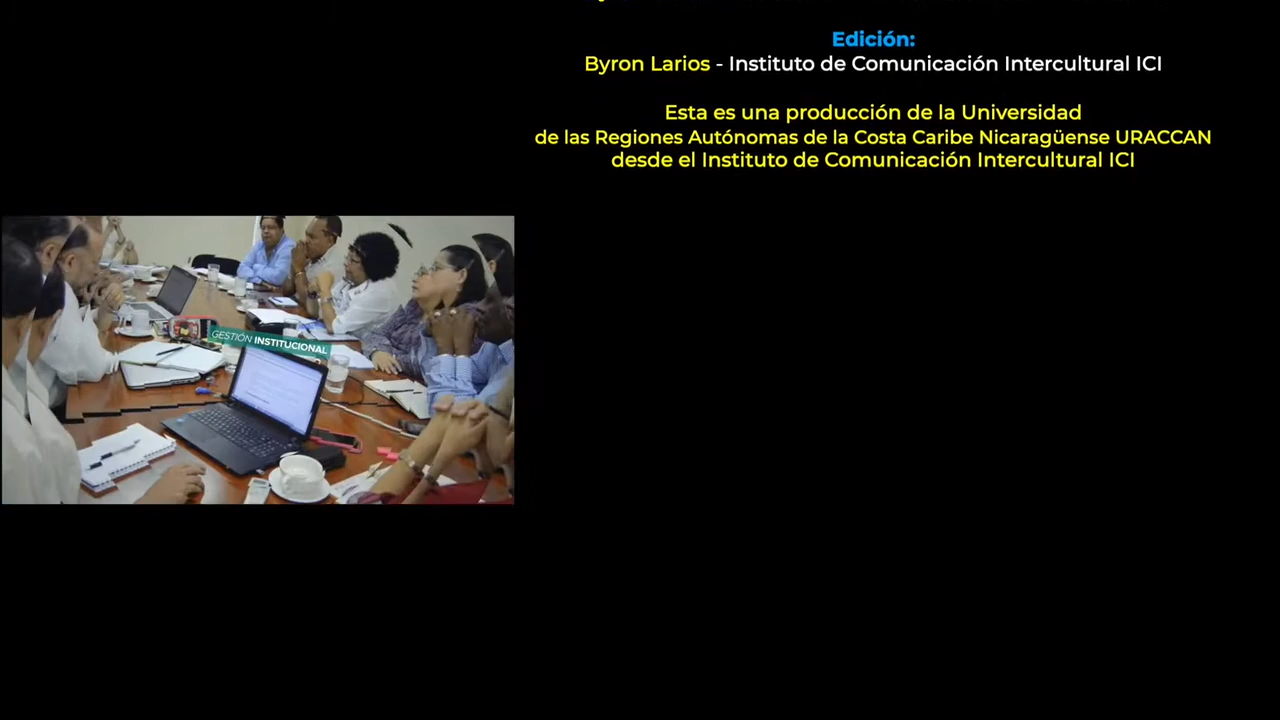 Edición:
Byron Larios - Instituto de Comunicación Intercultural ICI
Esta es una producción de la Universidad
de las Regiones Autónomas de la Costa Caribe Nicaragüense URACCAN
desde el Instituto de Comunicación Intercultural ICI
GESTIÓN INSTITUCIONAL